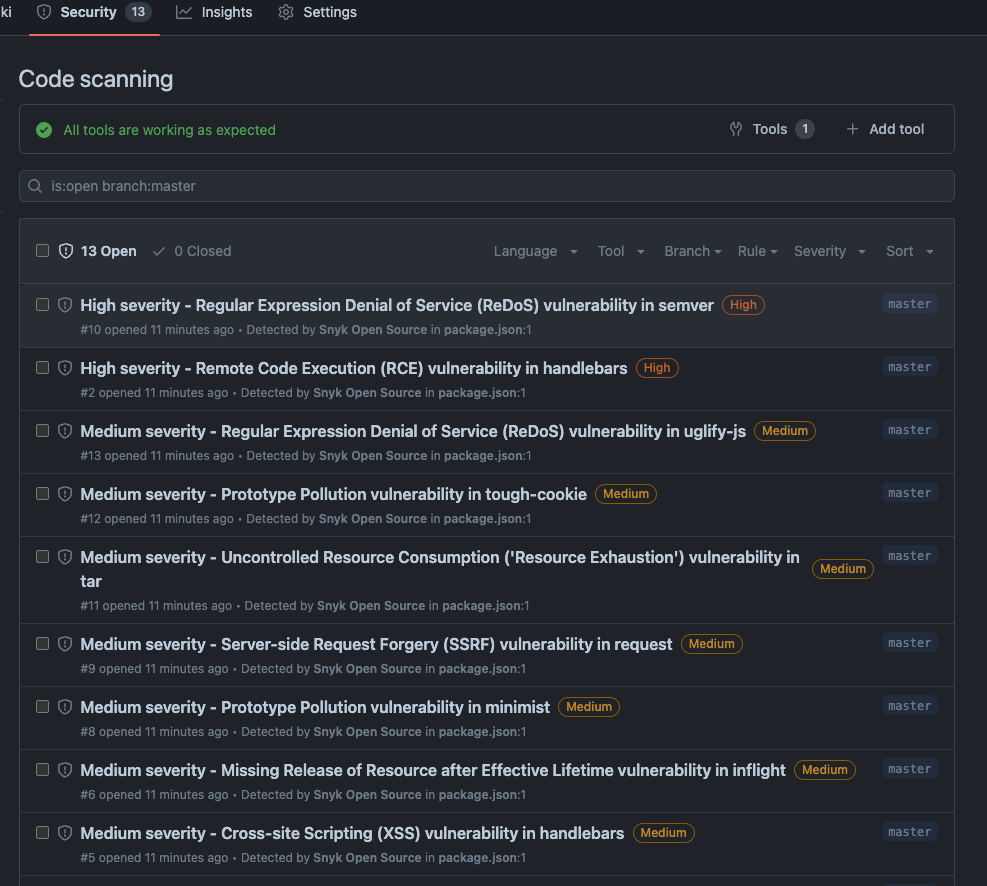 ki Security 13 Insights Settings
Code scanning
All tools are working as expected Tools 1 Add tool
is:open branch:master
13 Open 0 Closed Language Tool Branch Rule Severity Sort
High severity - Regular Expression Denial of Service (ReDoS) vulnerability in semver High master
#10 opened 11 minutes ago • Detected by Snyk Open Source in package.json:1
High severity - Remote Code Execution (RCE) vulnerability in handlebars High master
#2 opened 11 minutes ago • Detected by Snyk Open Source in package.json:1
Medium severity - Regular Expression Denial of Service (ReDoS) vulnerability in uglify-js Medium master
#13 opened 11 minutes ago • Detected by Snyk Open Source in package.json:1
Medium severity - Prototype Pollution vulnerability in tough-cookie Medium master
#12 opened 11 minutes ago • Detected by Snyk Open Source in package.json:1
Medium severity - Uncontrolled Resource Consumption ('Resource Exhaustion') vulnerability in
tar Medium master
#11 opened 11 minutes ago • Detected by Snyk Open Source in package.json:1
Medium severity - Server-side Request Forgery (SSRF) vulnerability in request Medium master
#9 opened 11 minutes ago • Detected by Snyk Open Source in package.json:1
Medium severity - Prototype Pollution vulnerability in minimist Medium master
#8 opened 11 minutes ago • Detected by Snyk Open Source in package.json:1
Medium severity - Missing Release of Resource after Effective Lifetime vulnerability in inflight Medium master
#6 opened 11 minutes ago • Detected by Snyk Open Source in package.json:1
Medium severity - Cross-site Scripting (XSS) vulnerability in handlebars Medium master
#5 opened 11 minutes ago • Detected by Snyk Open Source in package.json:1